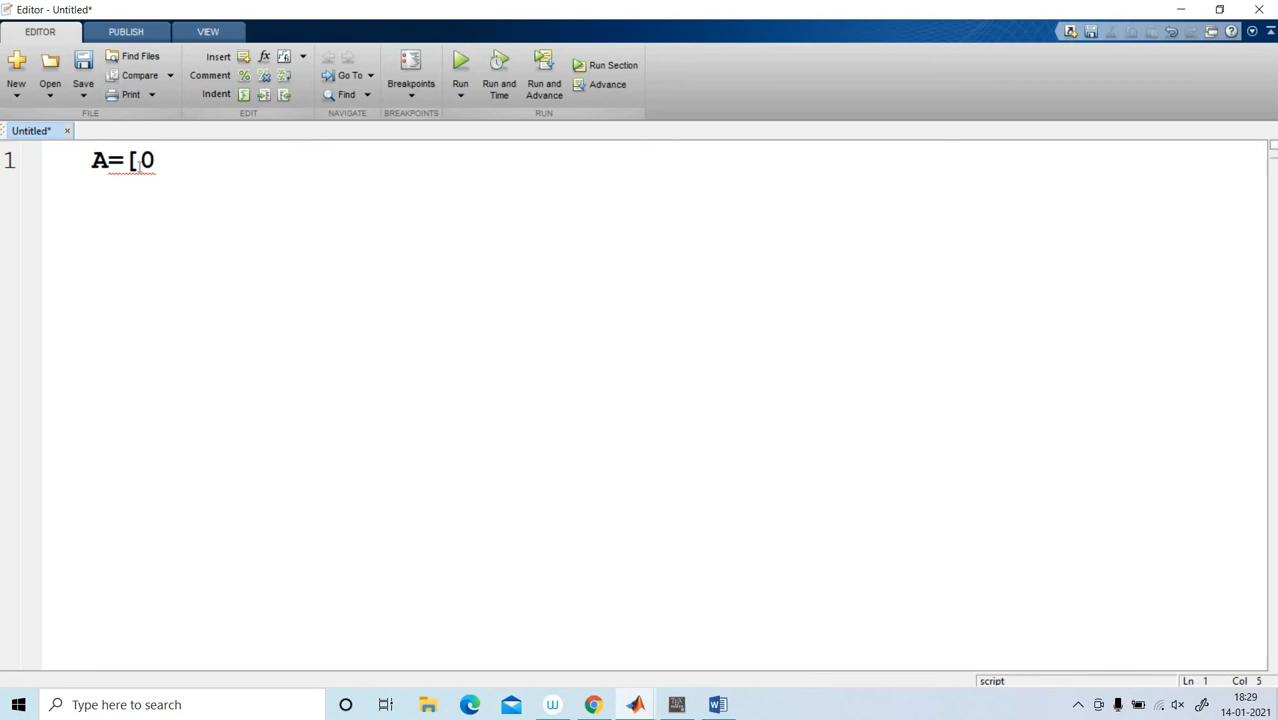 Editor - Untitled*
EDITOR PUBLISH VIEW
New Open Save Find Files Compare Print FILE
Insert fx Comment % Indent EDIT
Go To Find NAVIGATE
Breakpoints BREAKPOINTS
Run Run and Time Run and Advance Run Section Advance RUN
Untitled* ×
1 A=[0
script Ln 1 Col 5
Type here to search
18:29
14-01-2021